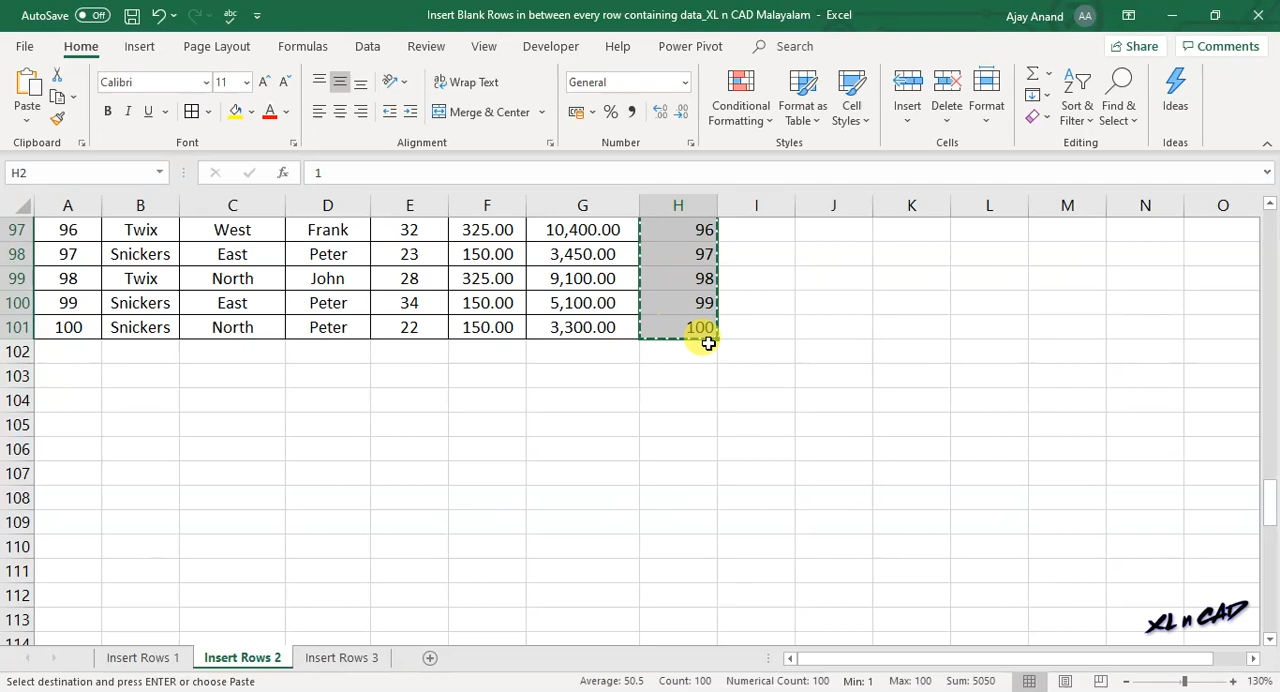 AutoSave Off
Insert Blank Rows in between every row containing data_XL n CAD Malayalam - Excel
Ajay Anand AA
File Home Insert Page Layout Formulas Data Review View Developer Help Power Pivot Search Share Comments
Paste
Clipboard
Calibri 11
B I U
Font
Wrap Text
Merge & Center
Alignment
General
Number
Conditional Formatting
Format as Table
Cell Styles
Styles
Insert Delete Format
Cells
Sort & Filter
Find & Select
Editing
Ideas
Ideas
H2 fx 1
A B C D E F G H I J K L M N O
97 96 Twix West Frank 32 325.00 10,400.00 96
98 97 Snickers East Peter 23 150.00 3,450.00 97
99 98 Twix North John 28 325.00 9,100.00 98
100 99 Snickers East Peter 34 150.00 5,100.00 99
101 100 Snickers North Peter 22 150.00 3,300.00 100
102
103
104
105
106
107
108
109
110
111
112
113
114
XL n CAD
Insert Rows 1 Insert Rows 2 Insert Rows 3
Select destination and press ENTER or choose Paste Average: 50.5 Count: 100 Numerical Count: 100 Min: 1 Max: 100 Sum: 5050 130%